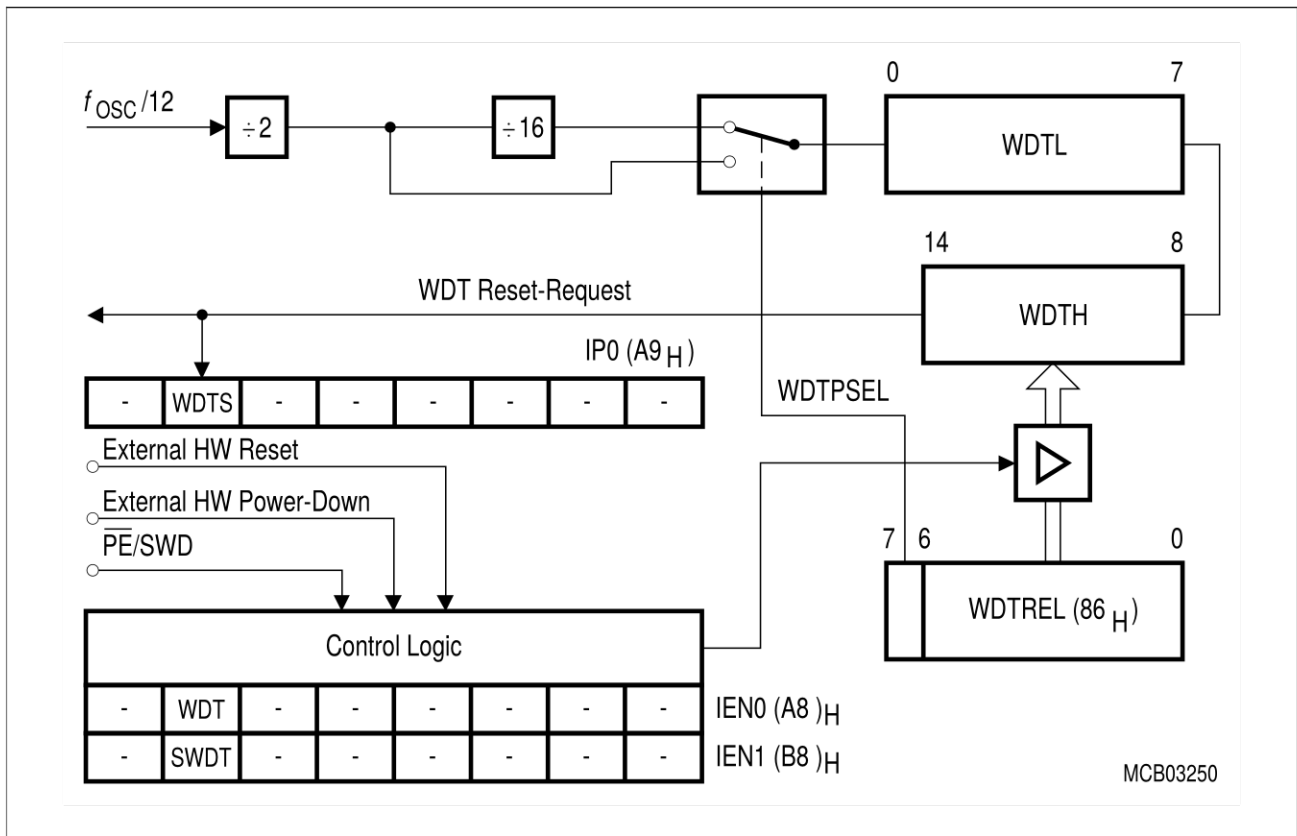 0 7
f OSC /12
÷2
÷16
WDTL
14 8
WDT Reset-Request
WDTH
IP0 (A9 H)
- WDTS - - - - - -
WDTPSEL
External HW Reset
External HW Power-Down
PE/SWD
7 6 0
WDTREL (86 H)
Control Logic
- WDT - - - - - - IEN0 (A8 )H
- SWDT - - - - - - IEN1 (B8 )H
MCB03250